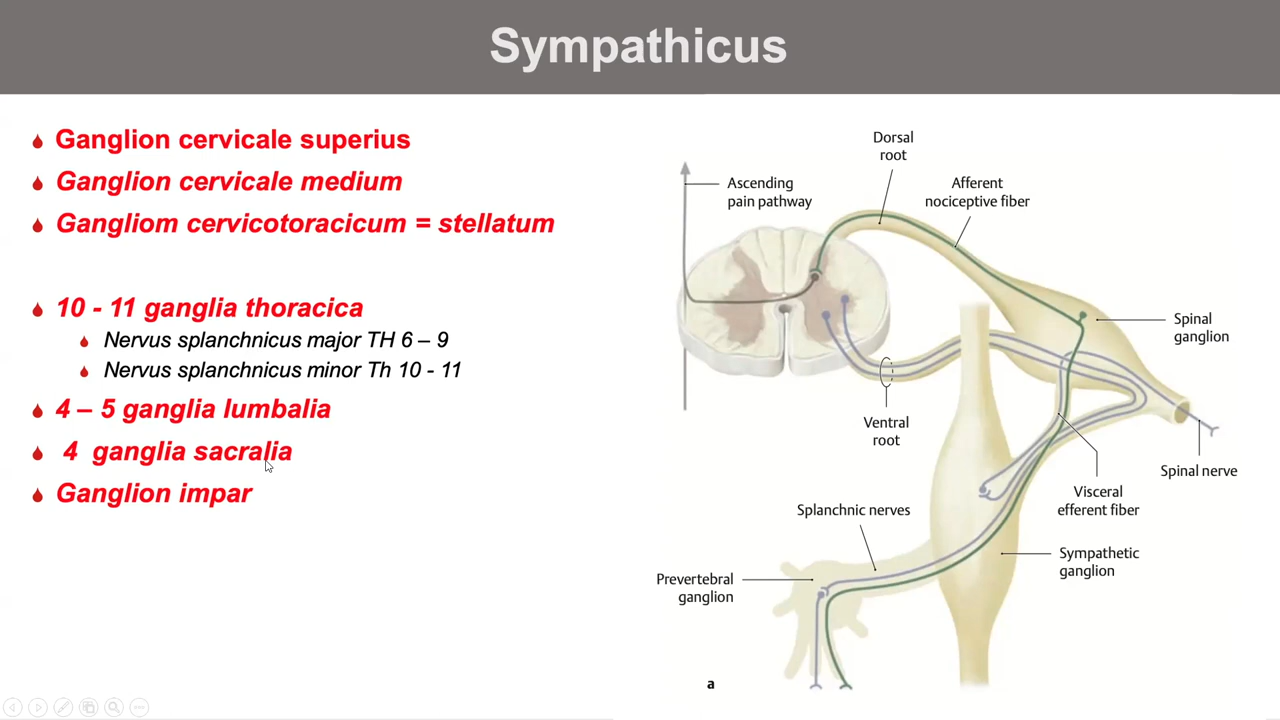 Sympathicus
Ganglion cervicale superius
Ganglion cervicale medium
Gangliom cervicotoracicum = stellatum
10 - 11 ganglia thoracica
Nervus splanchnicus major TH 6 – 9
Nervus splanchnicus minor Th 10 - 11
4 – 5 ganglia lumbalia
4 ganglia sacralia
Ganglion impar
Dorsal
root
Ascending
pain pathway
Afferent
nociceptive fiber
Spinal
ganglion
Ventral
root
Spinal nerve
Visceral
efferent fiber
Splanchnic nerves
Sympathetic
ganglion
Prevertebral
ganglion
a